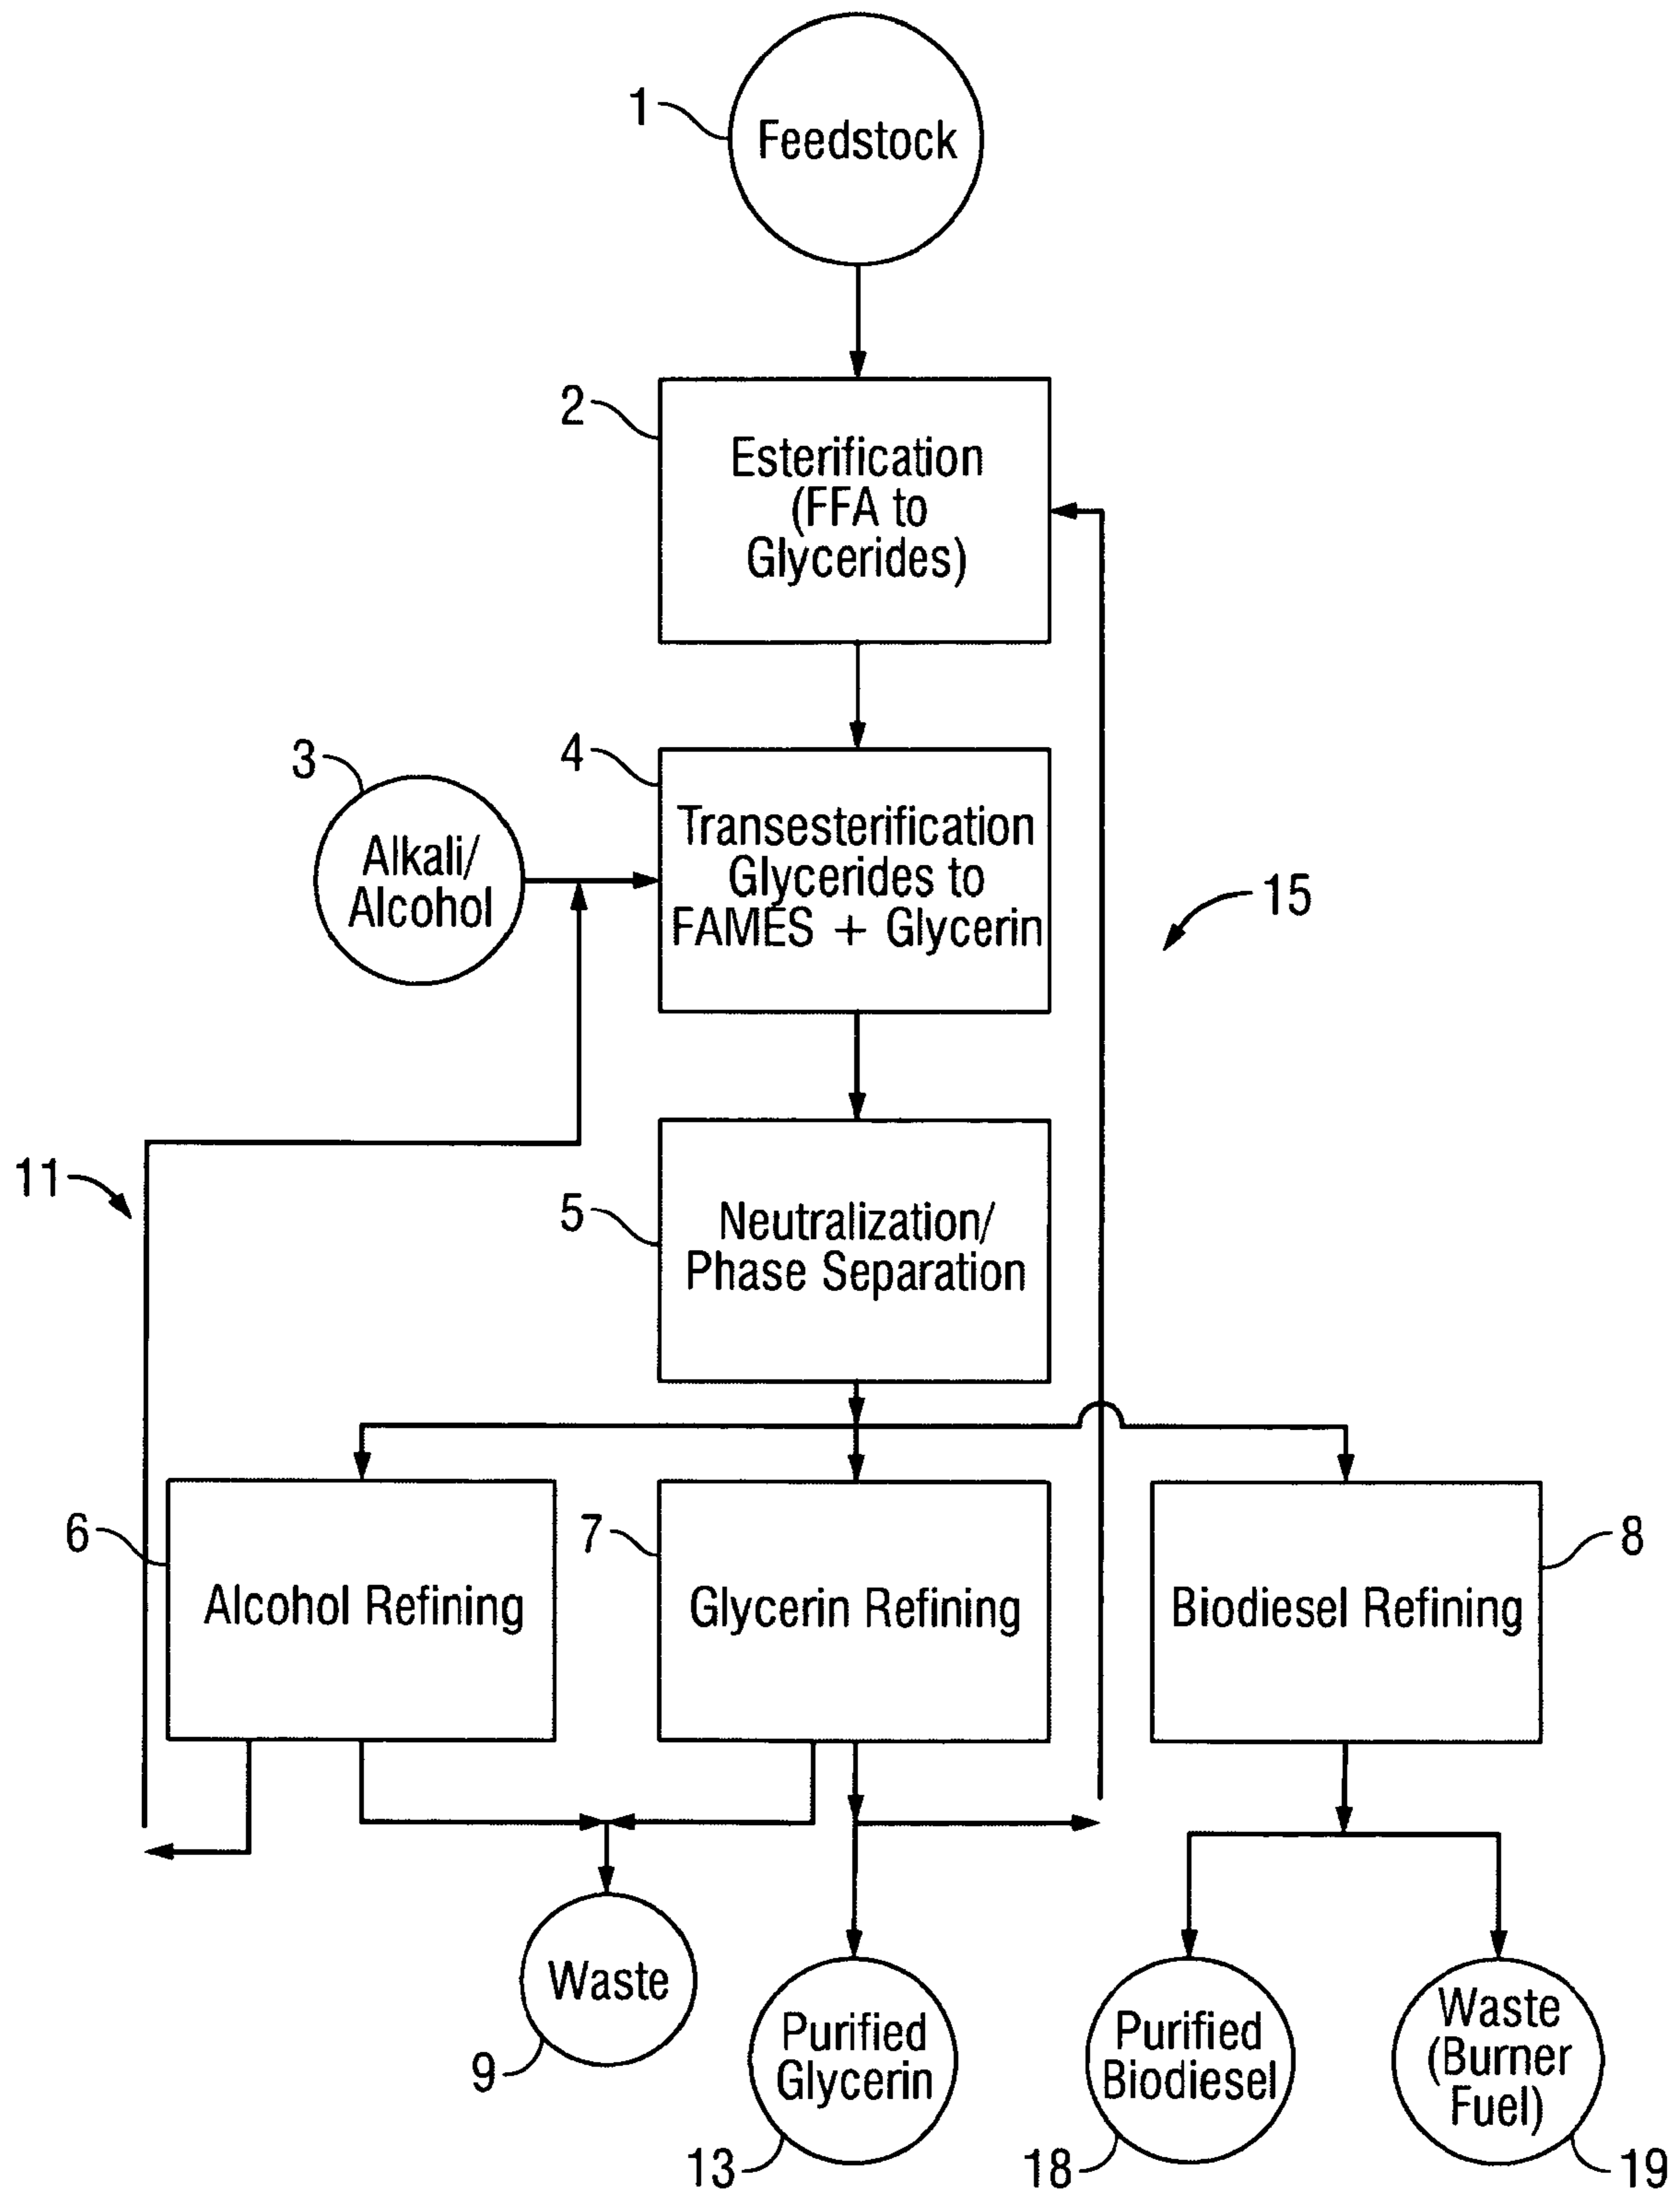 1
Feedstock
2
Esterification
(FFA to
Glycerides)
3
Alkali/
Alcohol
4
Transesterification
Glycerides to
FAMES + Glycerin
15
11
5
Neutralization/
Phase Separation
6
Alcohol Refining
7
Glycerin Refining
8
Biodiesel Refining
Waste
9
Purified
Glycerin
13
Purified
Biodiesel
18
Waste
(Burner
Fuel)
19